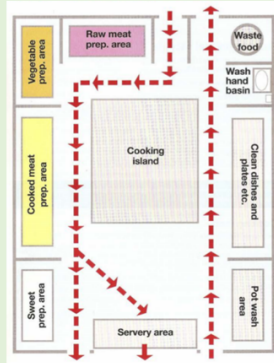 Raw meat
prep. area
Waste
food
Vegetable
prep. area
Wash
hand
basin
Cooking
island
Cooked meat
prep. area
Clean dishes and
plates etc.
Sweet
prep. area
Pot wash
area
Servery area